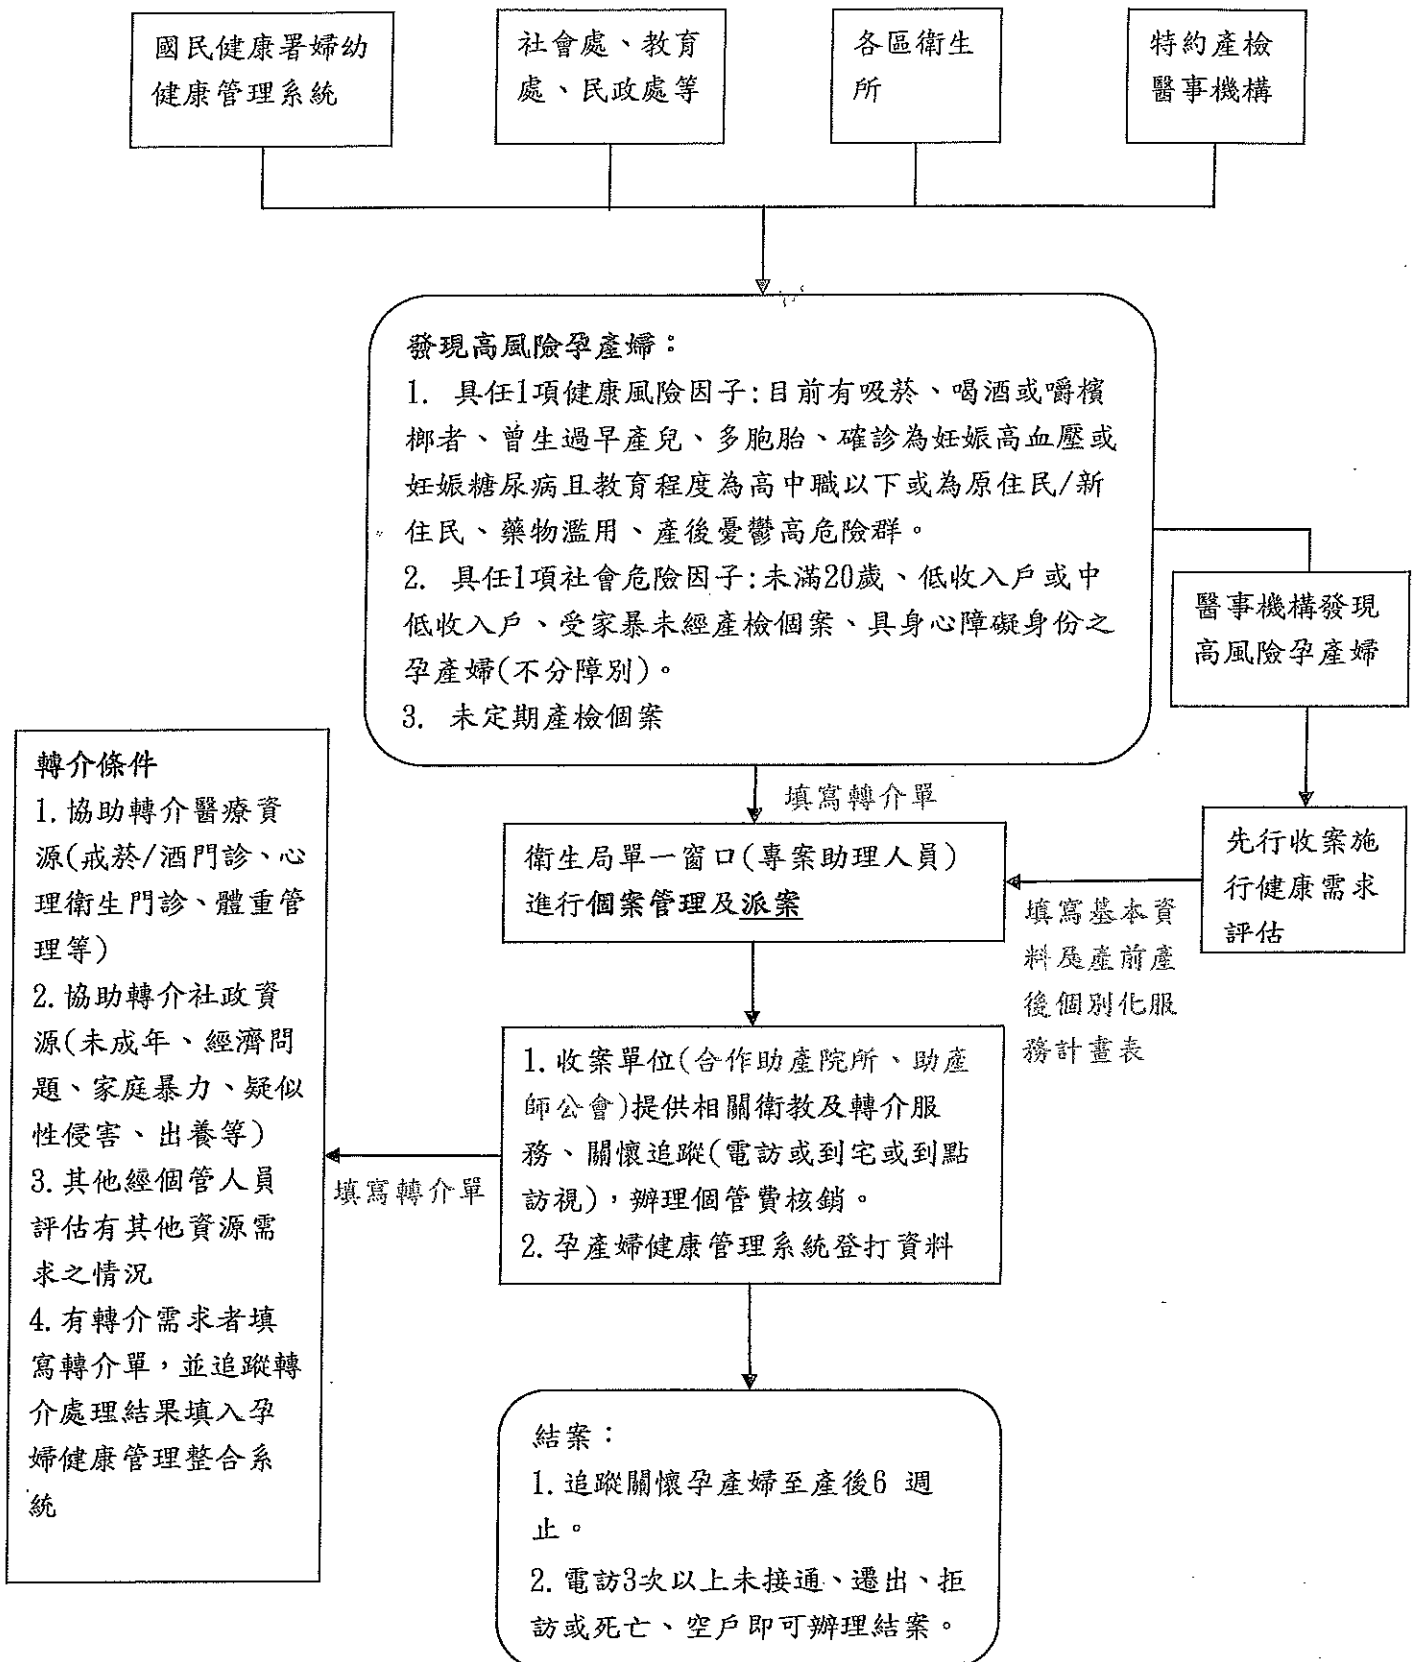 國民健康署婦幼
健康管理系統
社會處、教育
處、民政處等
各區衛生
所
特約產檢
醫事機構
發現高風險孕產婦：
1. 具任1項健康風險因子:目前有吸菸、喝酒或嚼檳
榔者、曾生過早產兒、多胞胎、確診為妊娠高血壓或
妊娠糖尿病且教育程度為高中職以下或為原住民/新
住民、藥物濫用、產後憂鬱高危險群。
2. 具任1項社會危險因子:未滿20歲、低收入戶或中
低收入戶、受家暴未經產檢個案、具身心障礙身份之
孕產婦(不分障別)。
3. 未定期產檢個案
醫事機構發現
高風險孕產婦
填寫轉介單
衛生局單一窗口(專案助理人員)
進行個案管理及派案
先行收案施
行健康需求
評估
填寫基本資
料及產前產
後個別化服
務計畫表
1.收案單位(合作助產院所、助產
師公會)提供相關衛教及轉介服
務、關懷追蹤(電訪或到宅或到點
訪視)，辦理個管費核銷。
2.孕產婦健康管理系統登打資料
填寫轉介單
轉介條件
1.協助轉介醫療資
源(戒菸/酒門診、心
理衛生門診、體重管
理等)
2.協助轉介社政資
源(未成年、經濟問
題、家庭暴力、疑似
性侵害、出養等)
3.其他經個管人員
評估有其他資源需
求之情況
4.有轉介需求者填
寫轉介單，並追蹤轉
介處理結果填入孕
婦健康管理整合系
統
結案：
1.追蹤關懷孕產婦至產後6 週
止。
2.電訪3次以上未接通、遷出、拒
訪或死亡、空戶即可辦理結案。